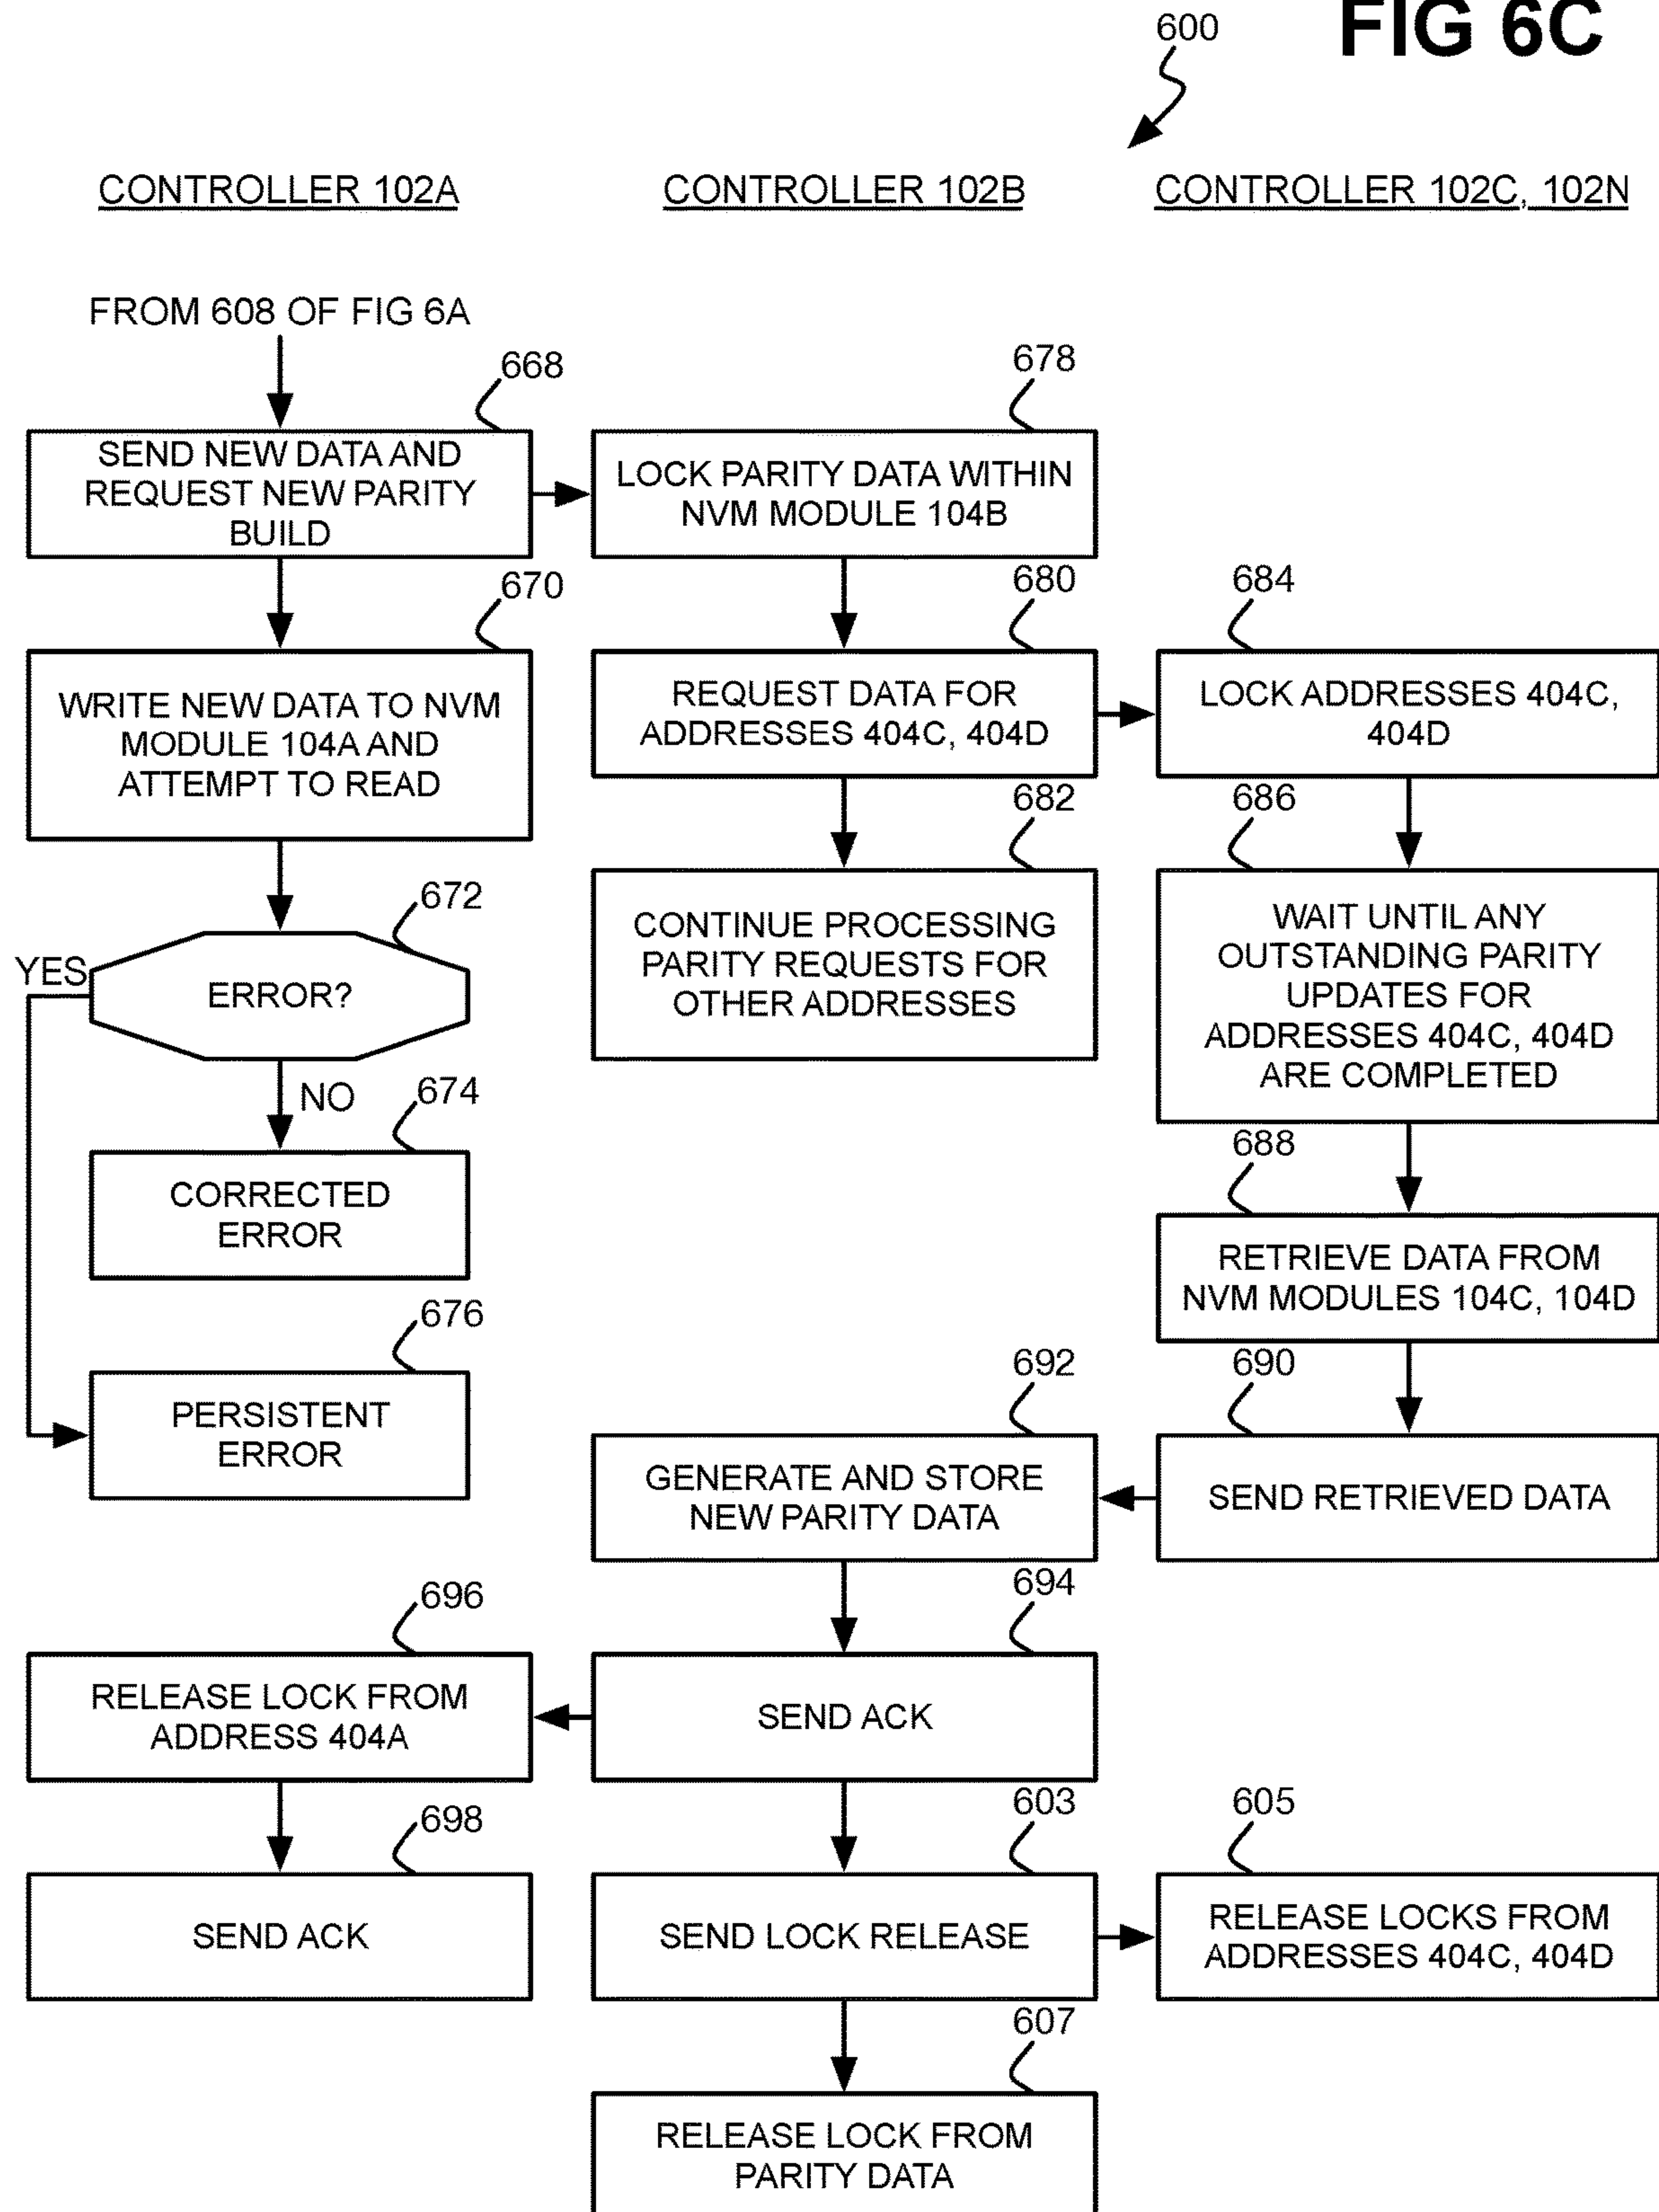 FIG 6C
600
CONTROLLER 102A
CONTROLLER 102B
CONTROLLER 102C, 102N
FROM 608 OF FIG 6A
668
SEND NEW DATA AND
REQUEST NEW PARITY
BUILD
678
LOCK PARITY DATA WITHIN
NVM MODULE 104B
670
WRITE NEW DATA TO NVM
MODULE 104A AND
ATTEMPT TO READ
680
REQUEST DATA FOR
ADDRESSES 404C, 404D
684
LOCK ADDRESSES 404C,
404D
672
ERROR?
YES
NO
682
CONTINUE PROCESSING
PARITY REQUESTS FOR
OTHER ADDRESSES
686
WAIT UNTIL ANY
OUTSTANDING PARITY
UPDATES FOR
ADDRESSES 404C, 404D
ARE COMPLETED
674
CORRECTED
ERROR
688
RETRIEVE DATA FROM
NVM MODULES 104C, 104D
676
PERSISTENT
ERROR
692
GENERATE AND STORE
NEW PARITY DATA
690
SEND RETRIEVED DATA
696
RELEASE LOCK FROM
ADDRESS 404A
694
SEND ACK
698
SEND ACK
603
SEND LOCK RELEASE
605
RELEASE LOCKS FROM
ADDRESSES 404C, 404D
607
RELEASE LOCK FROM
PARITY DATA